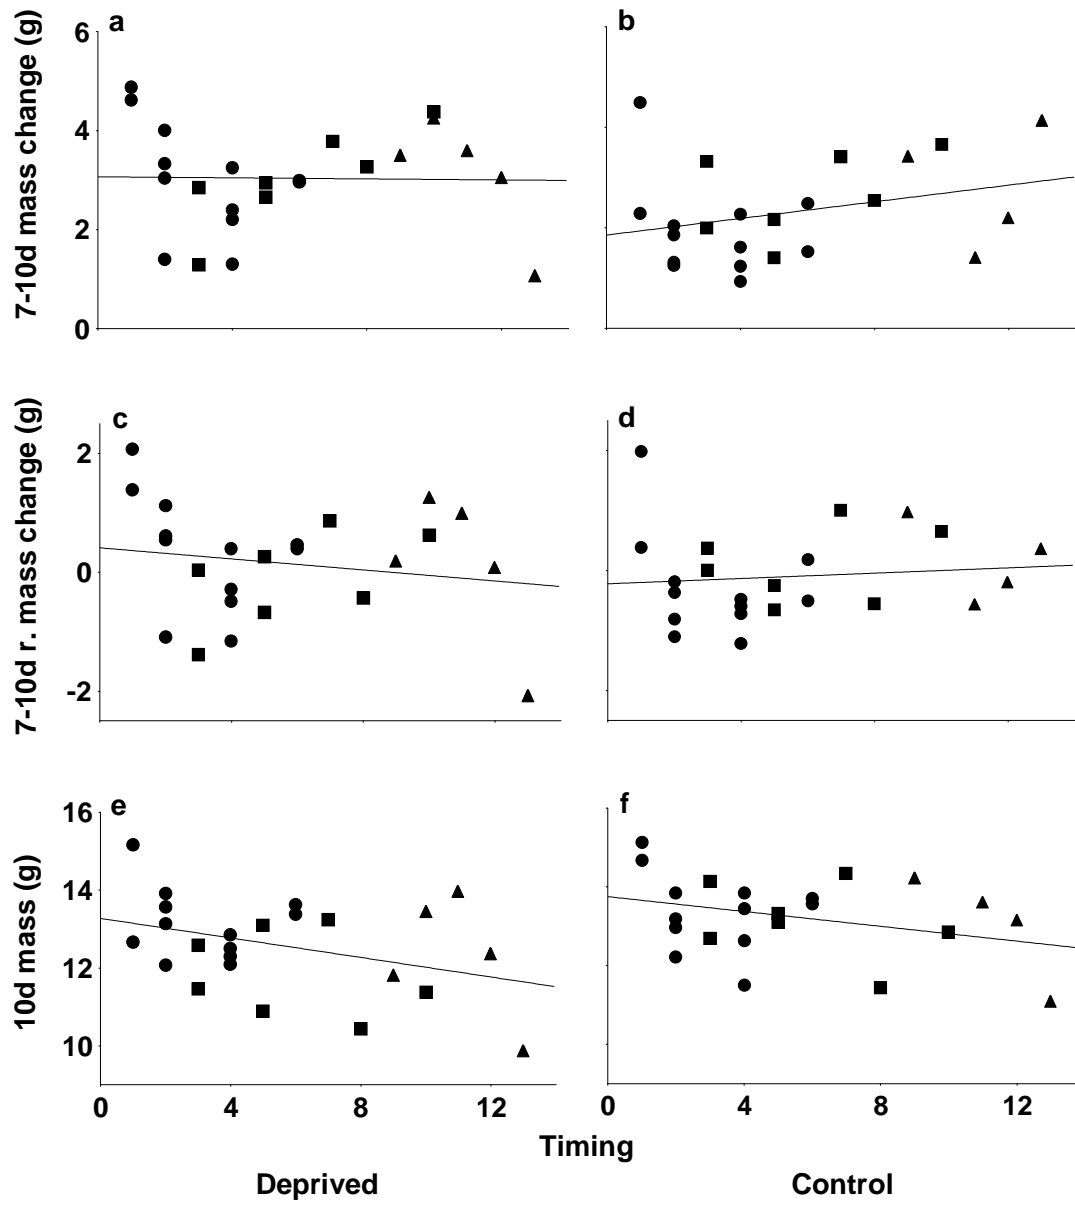 a
b
7-10d mass change (g)
6
4
2
0
c
d
7-10d r. mass change (g)
2
0
-2
e
f
10d mass (g)
16
14
12
10
0 4 8 12 0 4 8 12
Timing
Deprived Control